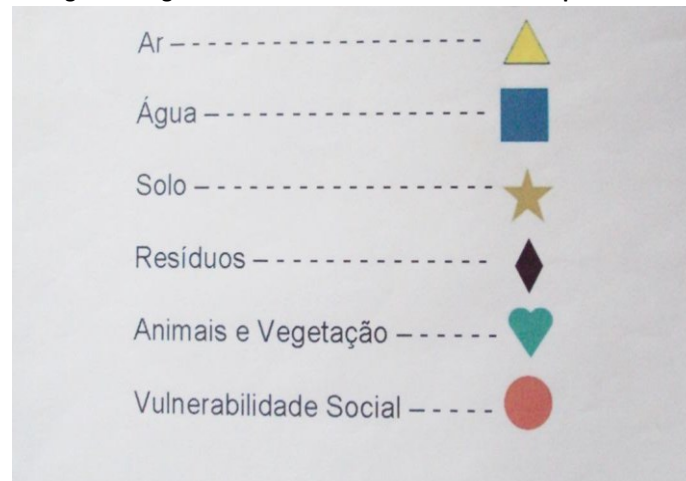 Ar
Água
Solo
Resíduos
Animais e Vegetação
Vulnerabilidade Social